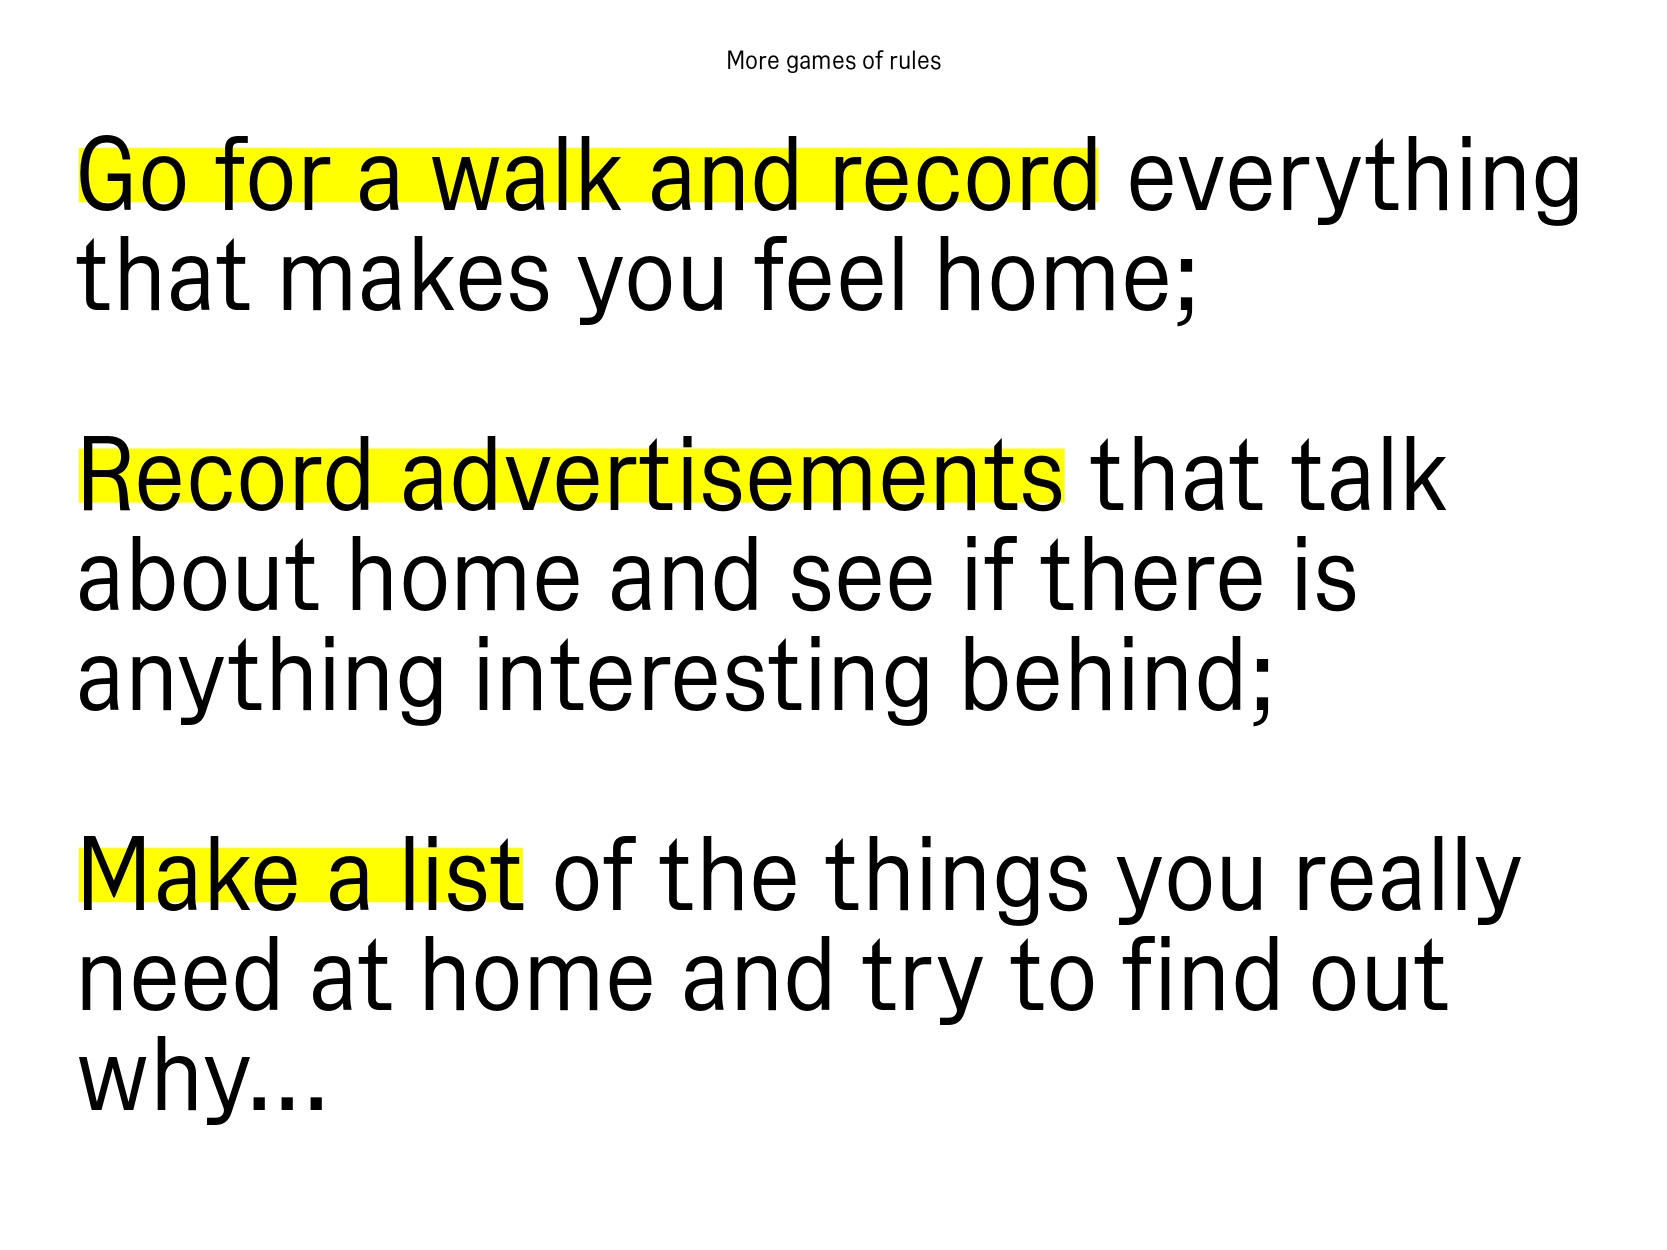 More games of rules
Go for a walk and record everything
that makes you feel home;
Record advertisements that talk
about home and see if there is
anything interesting behind;
Make a list of the things you really
need at home and try to find out
why...